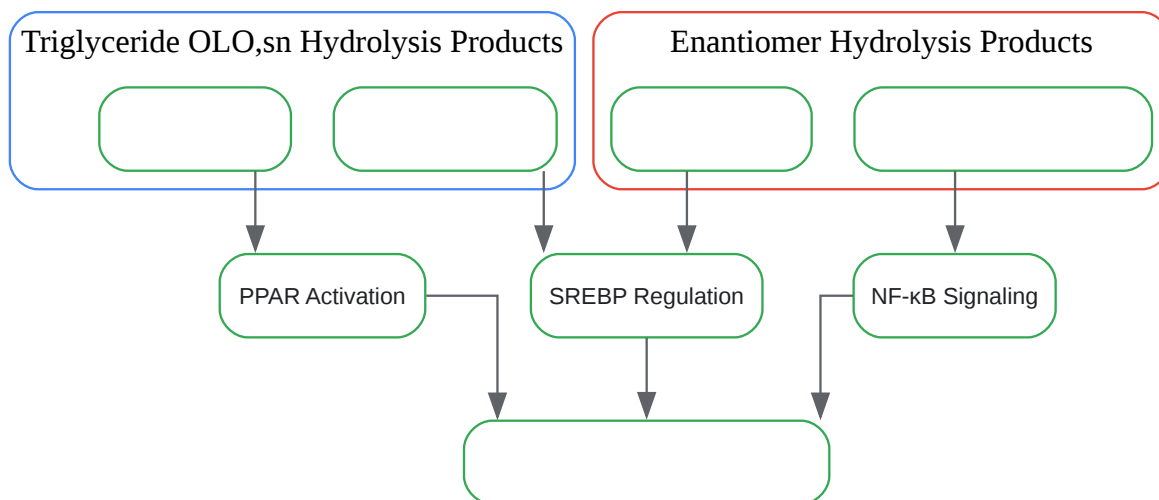 Triglyceride OLO,sn Hydrolysis Products
Enantiomer Hydrolysis Products
PPAR Activation
SREBP Regulation
NF-κB Signaling